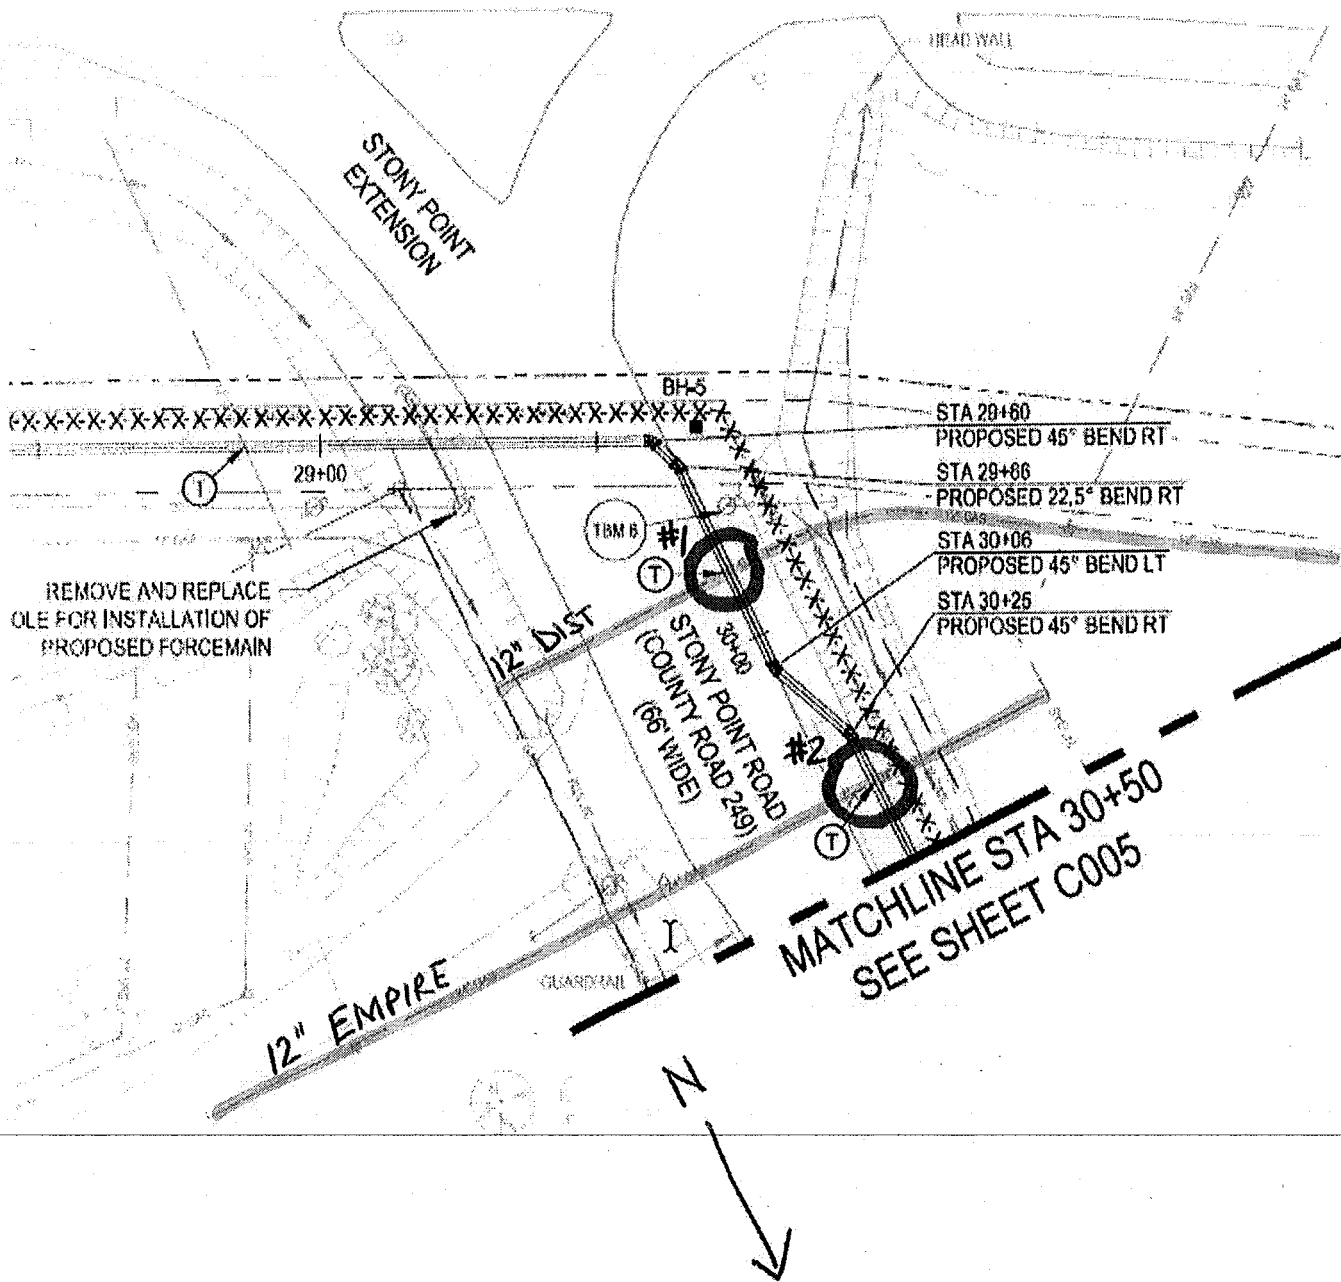 HEAD WALL
STONY POINT
EXTENSION
BH-5
STA 29+60
PROPOSED 45° BEND RT
STA 29+66
PROPOSED 22.5° BEND RT
STA 30+06
PROPOSED 45° BEND LT
STA 30+25
PROPOSED 45° BEND RT
T
29+00
TBM 6
#1
T
REMOVE AND REPLACE
OLE FOR INSTALLATION OF
PROPOSED FORCEMAIN
12" DIST
30+00
STONY POINT ROAD
(COUNTY ROAD 249)
(66' WIDE)
#2
T
MATCHLINE STA 30+50
SEE SHEET C005
GUARDRAIL
12" EMPIRE
N